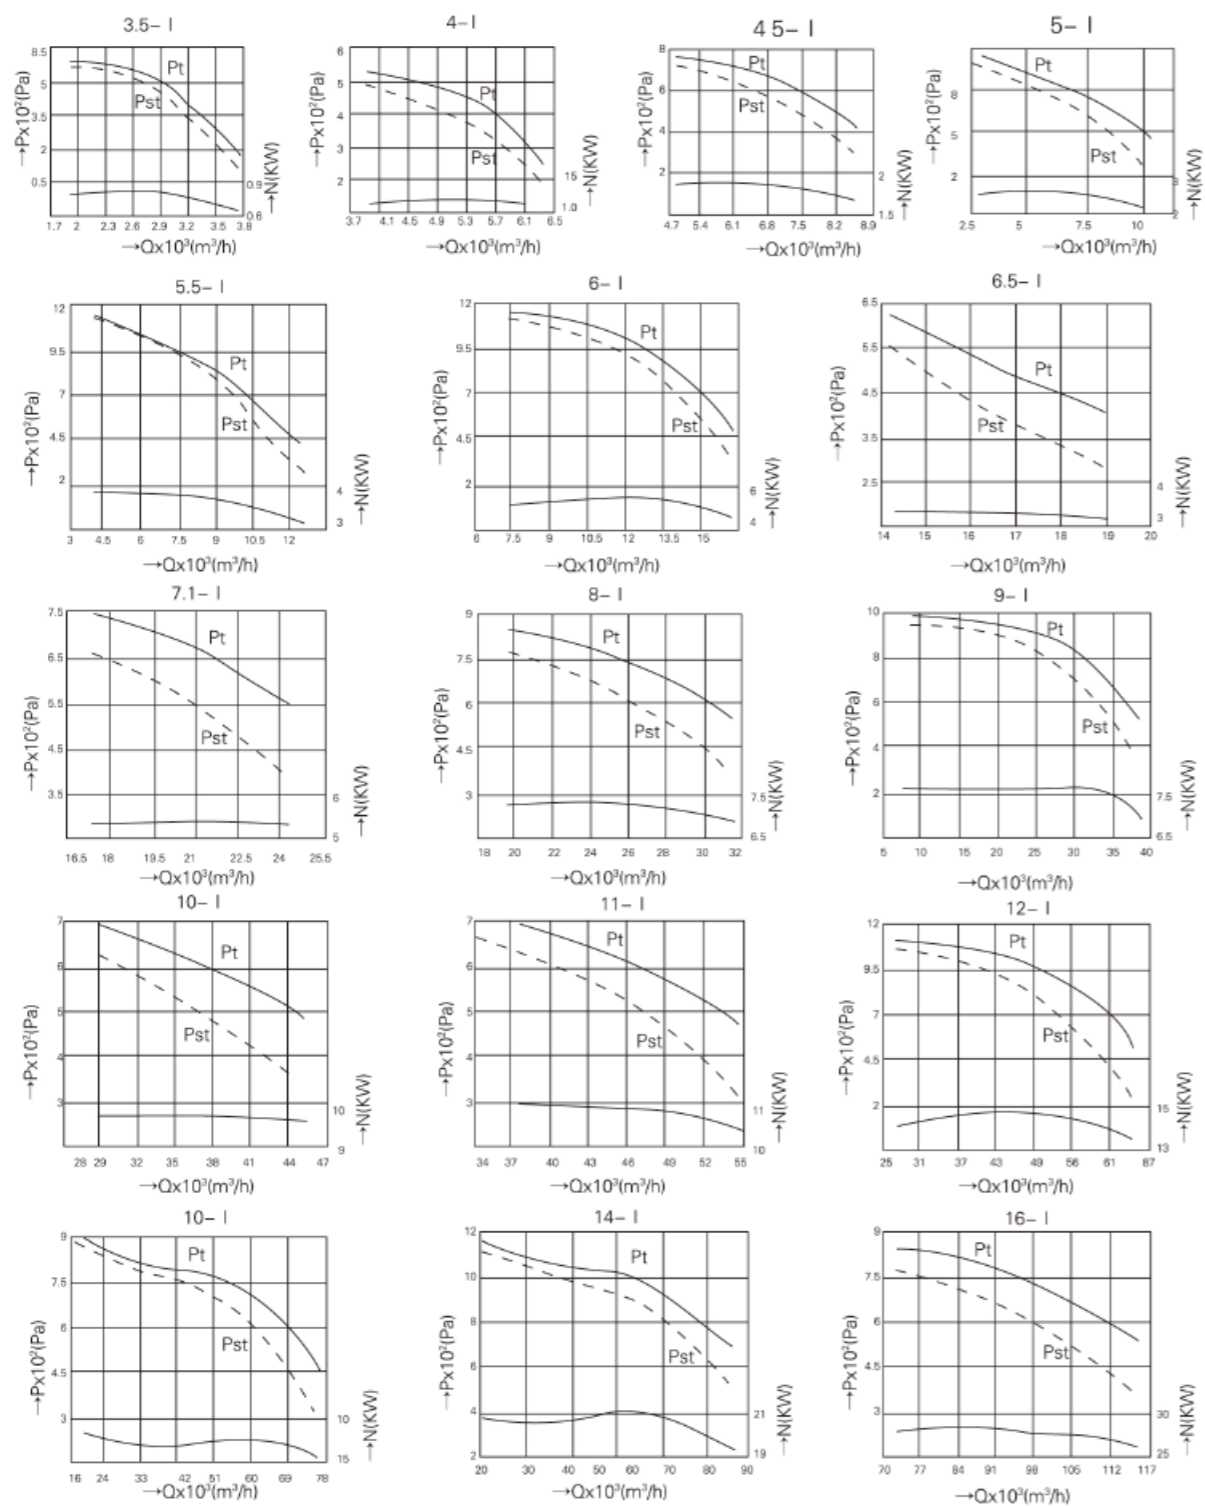 3.5– I
→Px10²(Pa)
8.5
5
3.5
2
0.5
Pt
Pst
0.9
0.6
→N(KW)
1.7 2 2.3 2.6 2.9 3.2 3.5 3.8
→Qx10³(m³/h)
4– I
→Px10²(Pa)
6
5
4
3
2
Pt
Pst
15
1.0
→N(KW)
3.7 4.1 4.5 4.9 5.3 5.7 6.1 6.5
→Qx10³(m³/h)
4 5– I
→Px10²(Pa)
8
6
4
2
Pt
Pst
2
1.5
→N(KW)
4.7 5.4 6.1 6.8 7.5 8.2 8.9
→Qx10³(m³/h)
5– I
→Px10²(Pa)
8
5
2
Pt
Pst
3
2
→N(KW)
2.5 5 7.5 10
→Qx10³(m³/h)
5.5– I
→Px10²(Pa)
12
9.5
7
4.5
2
Pt
Pst
4
3
→N(KW)
3 4.5 6 7.5 9 10.5 12
→Qx10³(m³/h)
6– I
→Px10²(Pa)
12
9.5
7
4.5
2
Pt
Pst
6
4
→N(KW)
6 7.5 9 10.5 12 13.5 15
→Qx10³(m³/h)
6.5– I
→Px10²(Pa)
6.5
5.5
4.5
3.5
2.5
Pt
Pst
4
3
→N(KW)
14 15 16 17 18 19 20
→Qx10³(m³/h)
7.1– I
→Px10²(Pa)
7.5
6.5
5.5
4.5
3.5
Pt
Pst
6
5
→N(KW)
16.5 18 19.5 21 22.5 24 25.5
→Qx10³(m³/h)
8– I
→Px10²(Pa)
9
7.5
6
4.5
3
Pt
Pst
7.5
6.5
→N(KW)
18 20 22 24 26 28 30 32
→Qx10³(m³/h)
9– I
→Px10²(Pa)
10
8
6
4
2
Pt
Pst
7.5
6.5
→N(KW)
5 10 15 20 25 30 35 40
→Qx10³(m³/h)
10– I
→Px10²(Pa)
7
6
5
4
3
Pt
Pst
10
9
→N(KW)
28 29 32 35 38 41 44 47
→Qx10³(m³/h)
11– I
→Px10²(Pa)
7
6
5
4
3
Pt
Pst
11
10
→N(KW)
34 37 40 43 46 49 52 55
→Qx10³(m³/h)
12– I
→Px10²(Pa)
12
9.5
7
4.5
2
Pt
Pst
15
13
→N(KW)
25 31 37 43 49 56 61 87
→Qx10³(m³/h)
10– I
→Px10²(Pa)
9
7.5
6
4.5
3
Pt
Pst
10
15
→N(KW)
16 24 33 42 51 60 69 78
→Qx10³(m³/h)
14– I
→Px10²(Pa)
12
10
8
6
4
2
Pt
Pst
21
19
→N(KW)
20 30 40 50 60 70 80 90
→Qx10³(m³/h)
16– I
→Px10²(Pa)
9
7.5
6
4.5
3
Pt
Pst
30
25
→N(KW)
70 77 84 91 98 105 112 117
→Qx10³(m³/h)